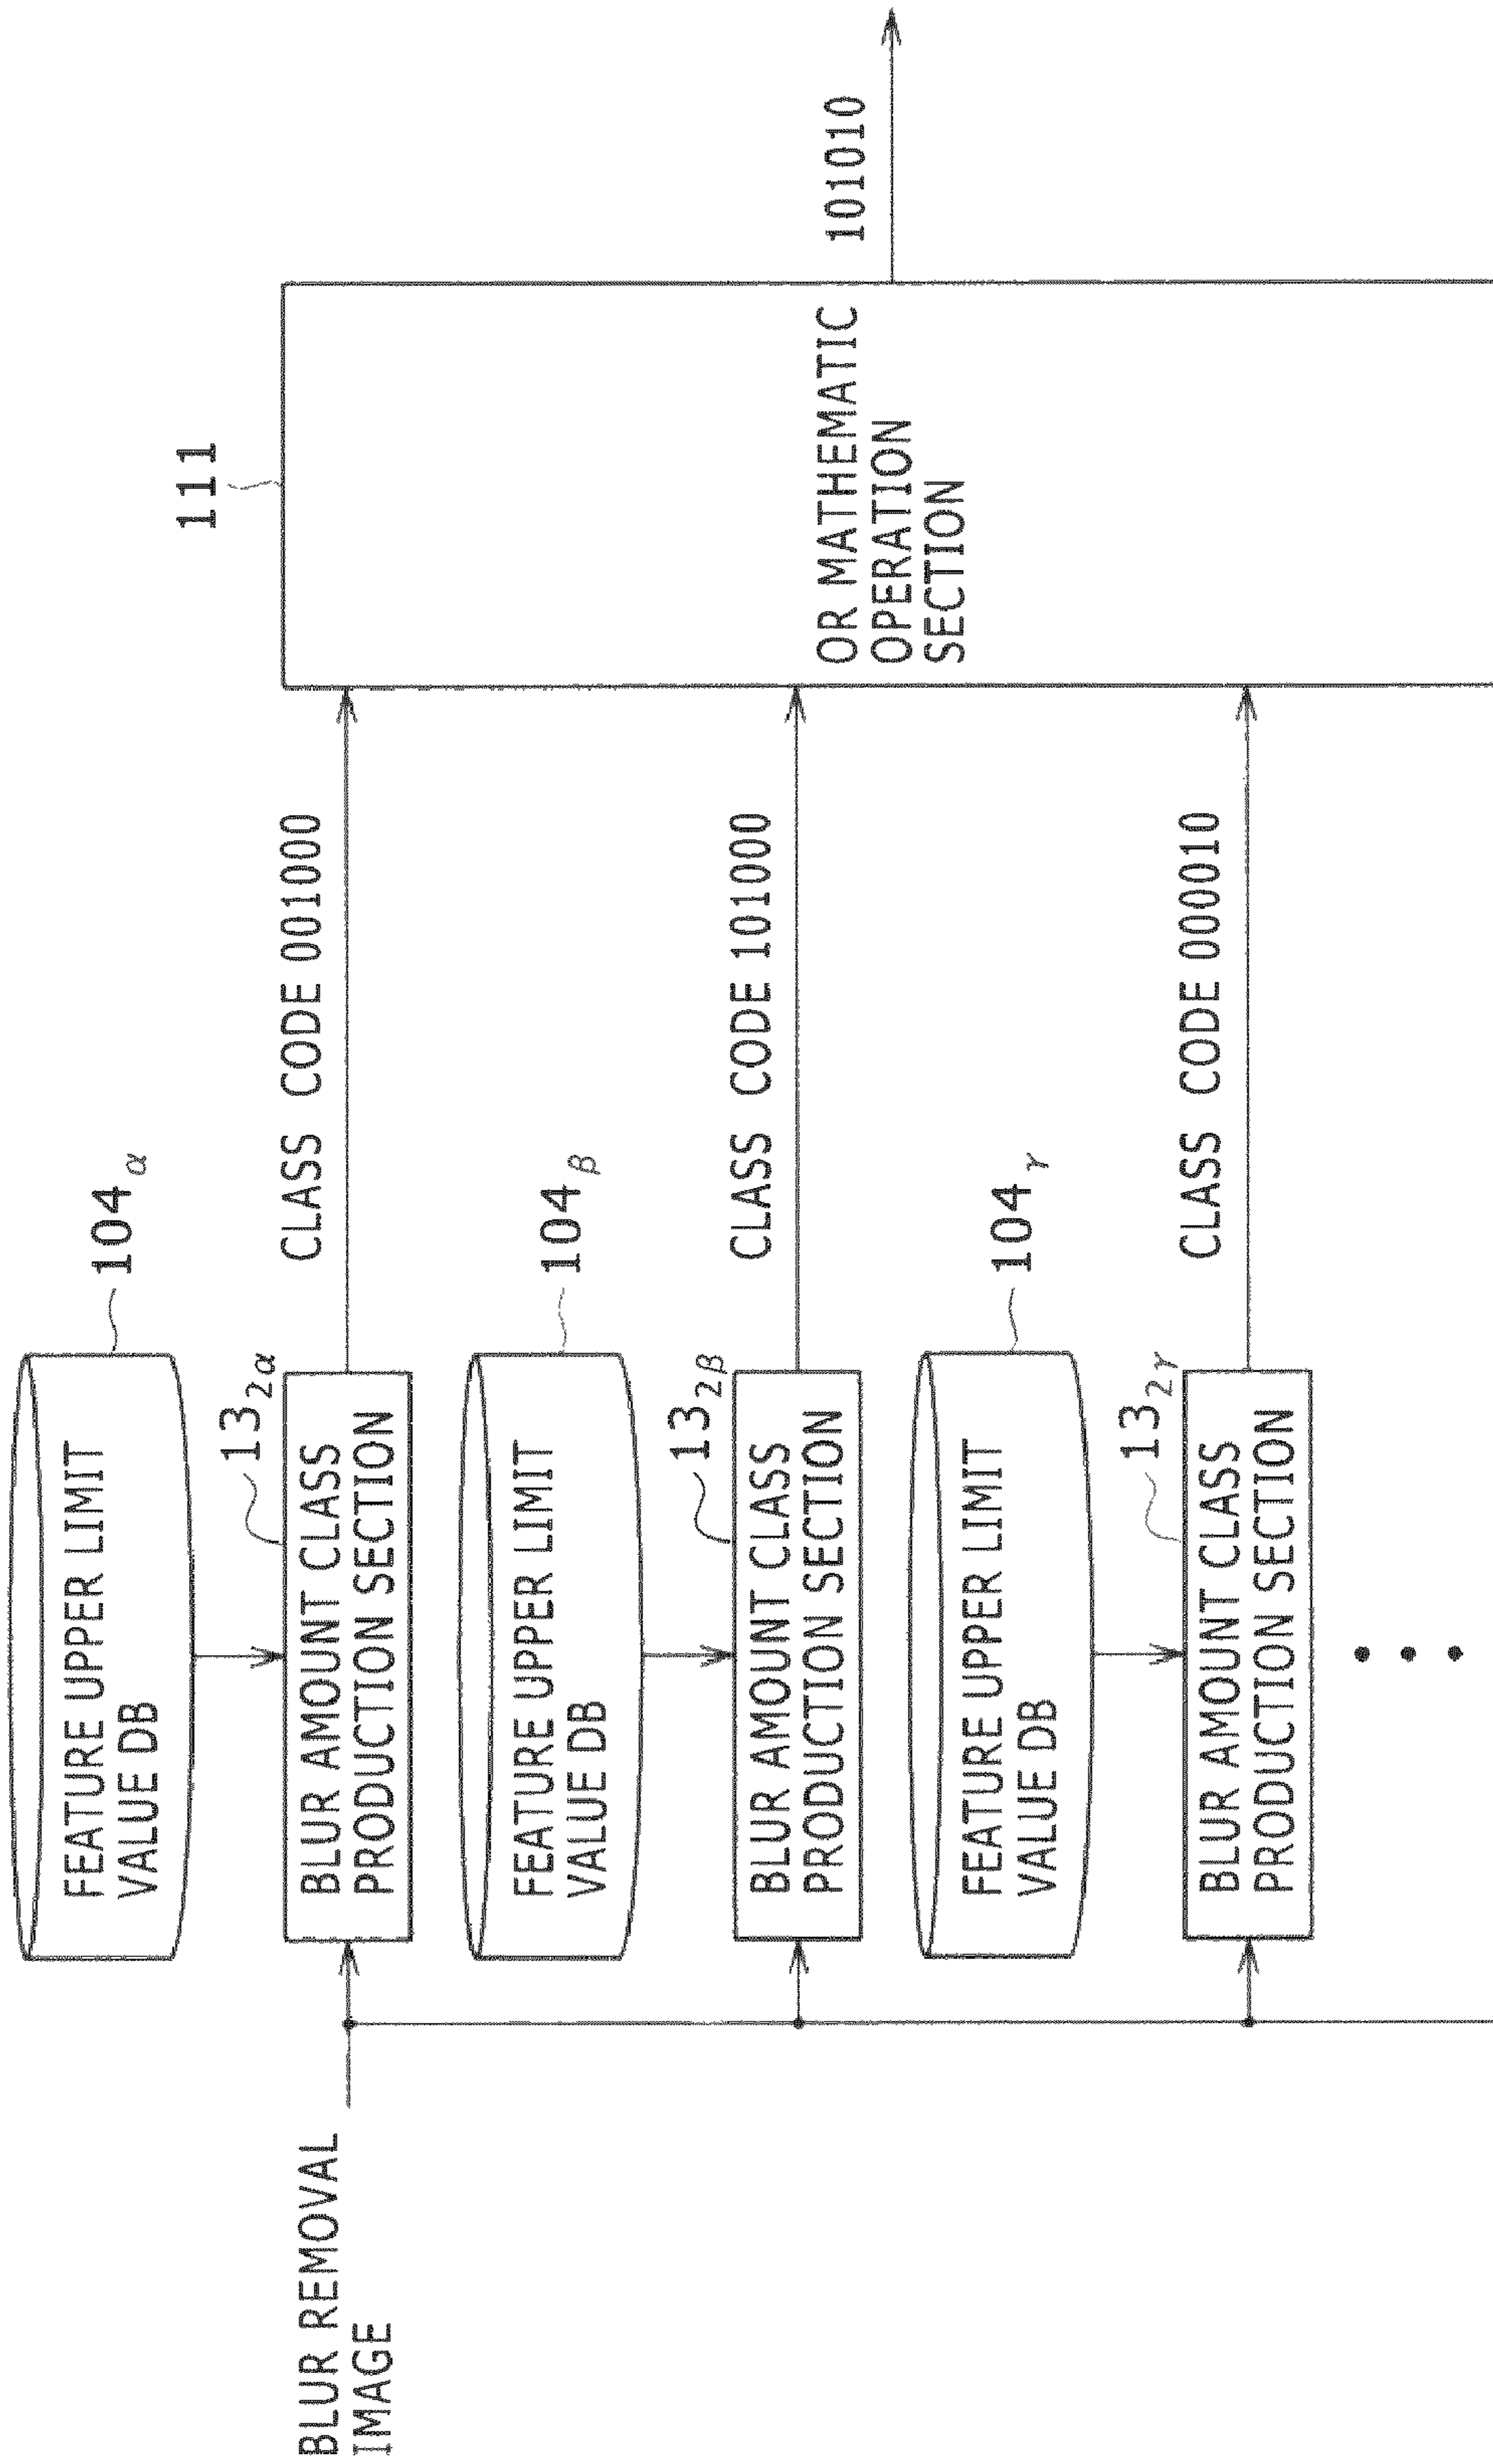 BLUR REMOVAL
IMAGE
FEATURE UPPER LIMIT
VALUE DB
104α
BLUR AMOUNT CLASS
PRODUCTION SECTION
132α
CLASS CODE 001000
FEATURE UPPER LIMIT
VALUE DB
104β
BLUR AMOUNT CLASS
PRODUCTION SECTION
132β
CLASS CODE 101000
FEATURE UPPER LIMIT
VALUE DB
104γ
BLUR AMOUNT CLASS
PRODUCTION SECTION
132γ
CLASS CODE 000010
111
OR MATHEMATIC
OPERATION
SECTION
101010